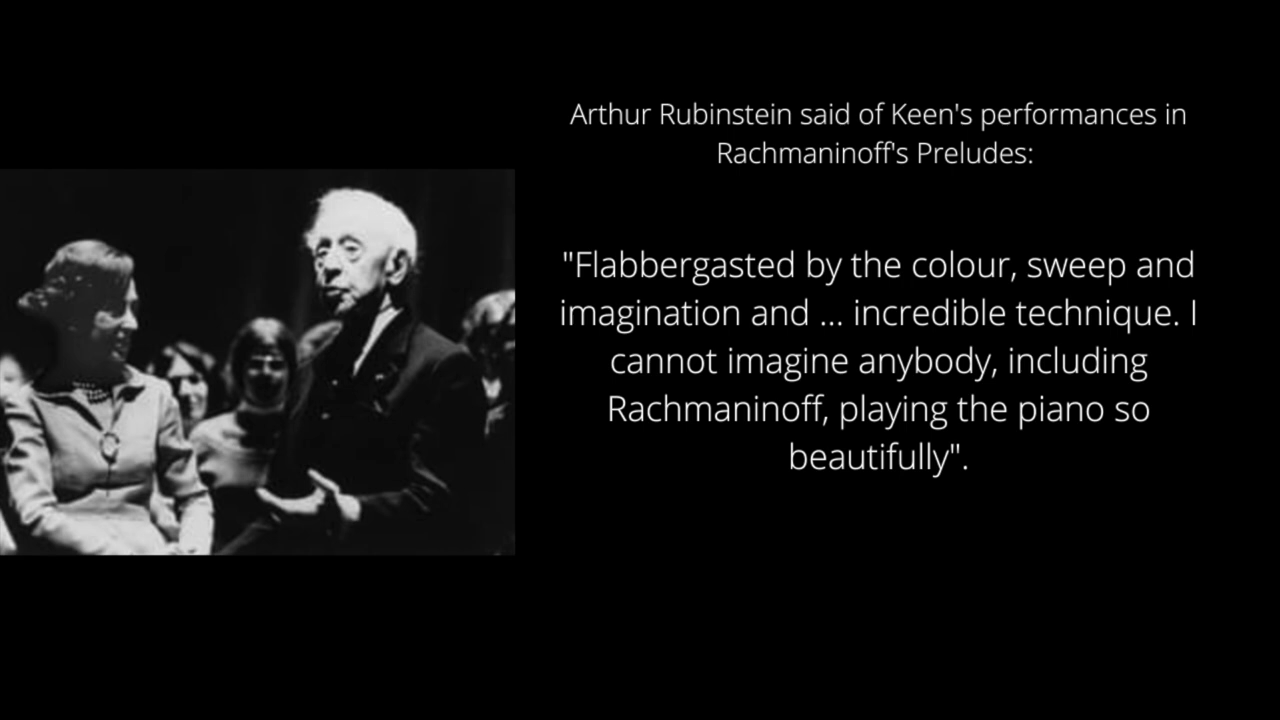 Arthur Rubinstein said of Keen's performances in
Rachmaninoff's Preludes:
"Flabbergasted by the colour, sweep and
imagination and ... incredible technique. I
cannot imagine anybody, including
Rachmaninoff, playing the piano so
beautifully".